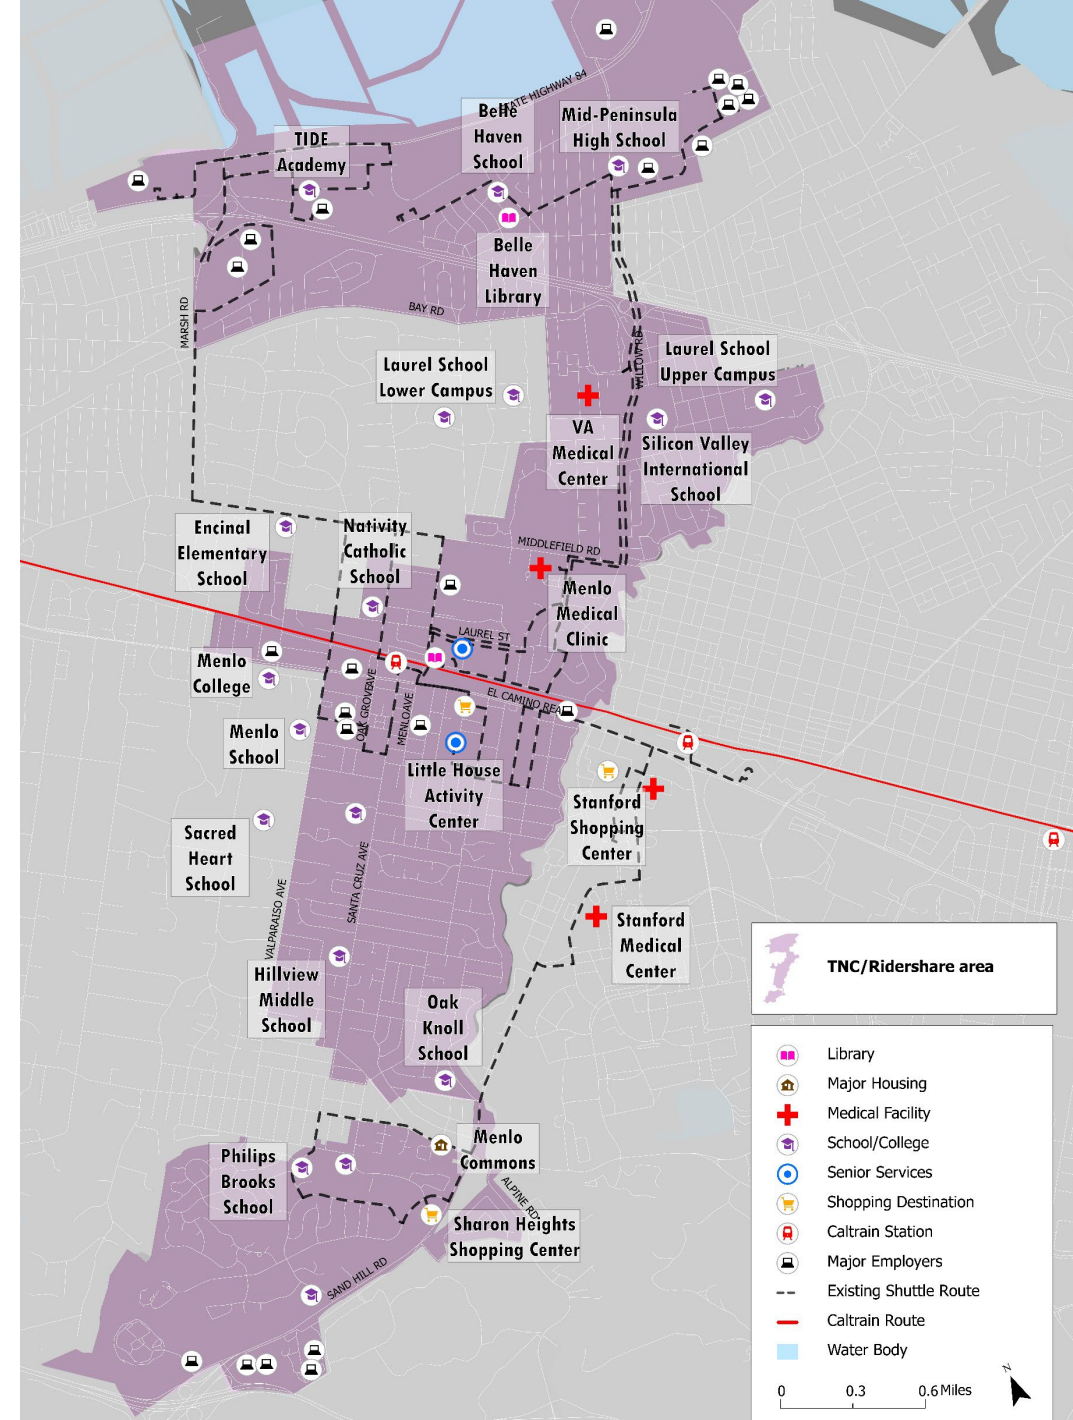 STATE HIGHWAY 84
Belle
Haven
School
Mid-Peninsula
High School
TIDE
Academy
Belle
Haven
Library
BAY RD
MARSH RD
WILLOW RD
Laurel School
Lower Campus
Laurel School
Upper Campus
VA
Medical
Center
Silicon Valley
International
School
Encinal
Elementary
School
Nativity
Catholic
School
MIDDLEFIELD RD
Menlo
Medical
Clinic
LAUREL ST
Menlo
College
EL CAMINO REA
OAK GROVE AVE
MENLO AVE
Menlo
School
Little House
Activity
Center
Stanford
Shopping
Center
Sacred
Heart
School
SANTA CRUZ AVE
VALPARAISO AVE
Stanford
Medical
Center
Hillview
Middle
School
Oak
Knoll
School
Menlo
Commons
Philips
Brooks
School
ALPINE RD
Sharon Heights
Shopping Center
SAND HILL RD
TNC/Ridershare area
Library
Major Housing
Medical Facility
School/College
Senior Services
Shopping Destination
Caltrain Station
Major Employers
Existing Shuttle Route
Caltrain Route
Water Body
N
0 0.3 0.6 Miles